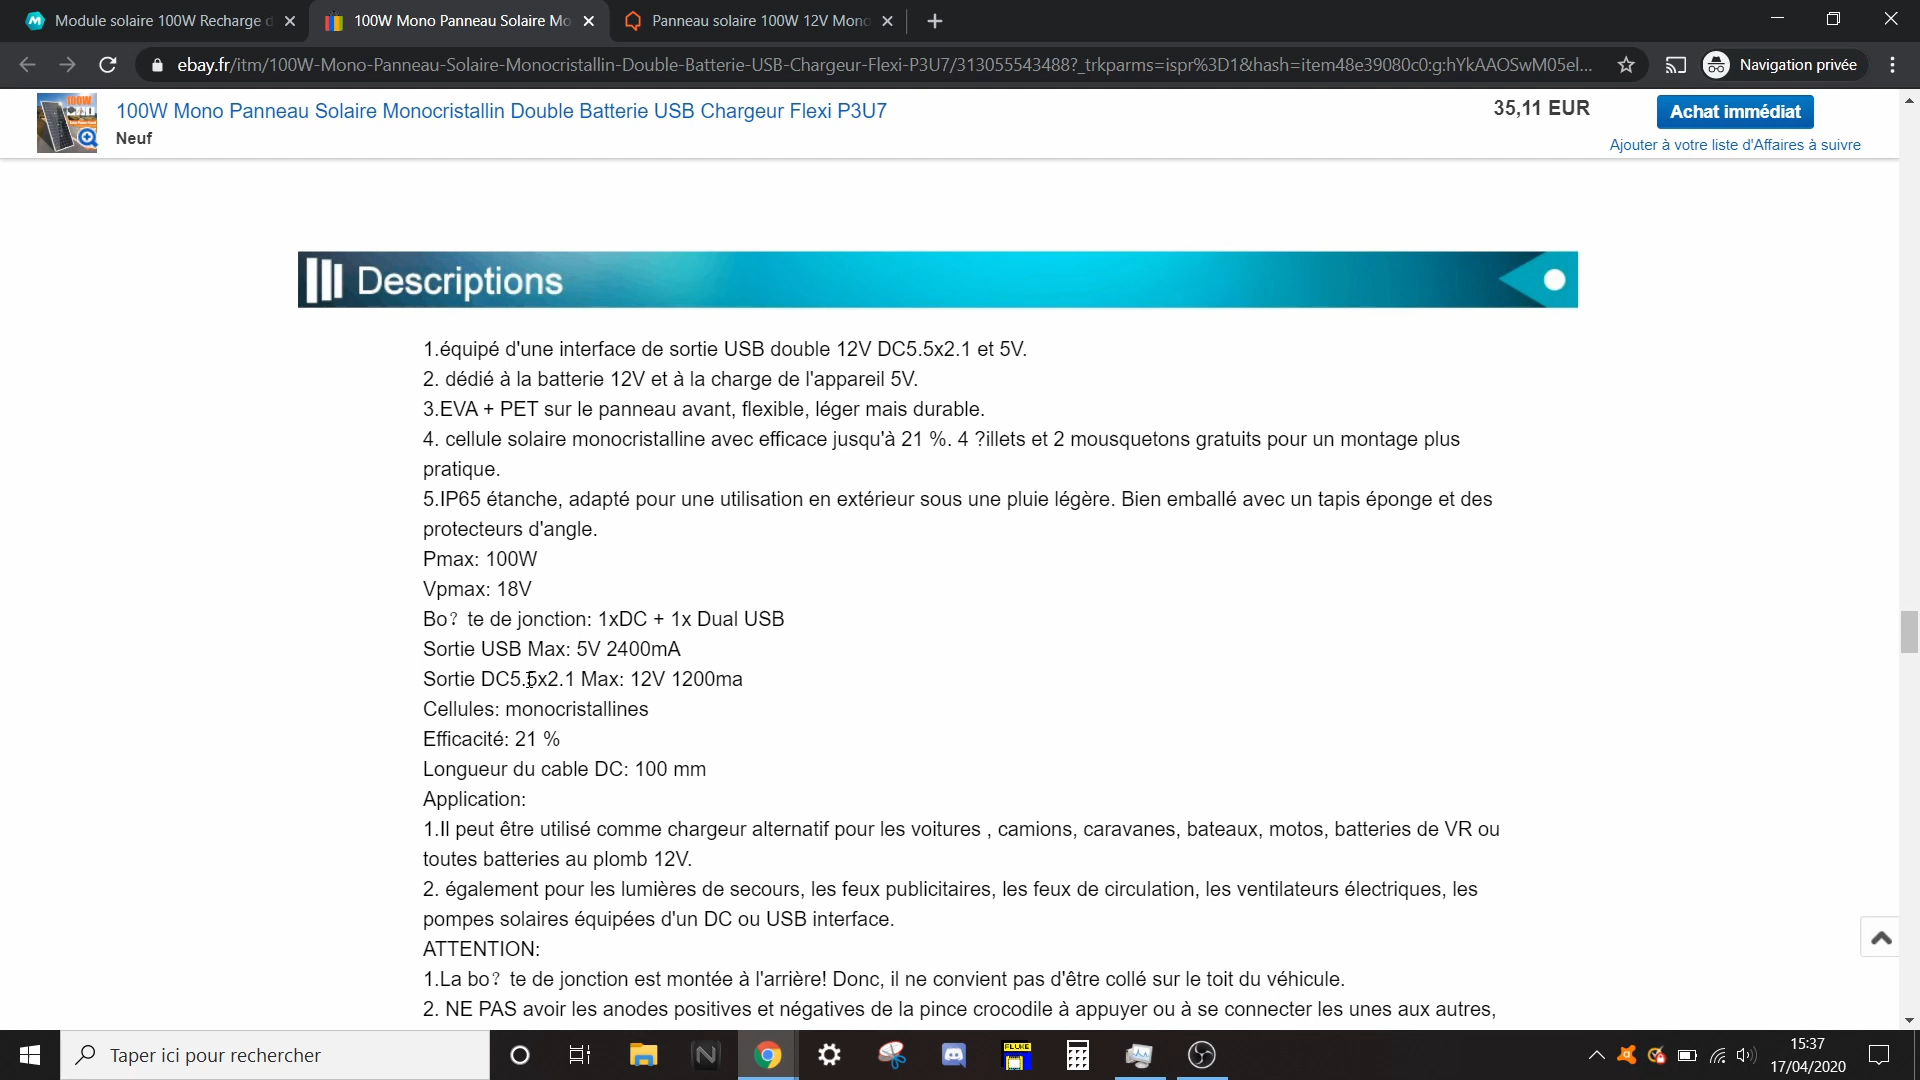 Module solaire 100W Recharge d
100W Mono Panneau Solaire Mo
Panneau solaire 100W 12V Mono
ebay.fr/itm/100W-Mono-Panneau-Solaire-Monocristallin-Double-Batterie-USB-Chargeur-Flexi-P3U7/313055543488?_trkparms=ispr%3D1&hash=item48e39080c0:g:hYkAAOSwM05el...
Navigation privée
100W Mono Panneau Solaire Monocristallin Double Batterie USB Chargeur Flexi P3U7
35,11 EUR
Achat immédiat
Neuf
Ajouter à votre liste d'Affaires à suivre
Descriptions
1.équipé d'une interface de sortie USB double 12V DC5.5x2.1 et 5V.
2. dédié à la batterie 12V et à la charge de l'appareil 5V.
3.EVA + PET sur le panneau avant, flexible, léger mais durable.
4. cellule solaire monocristalline avec efficace jusqu'à 21 %. 4 ?illets et 2 mousquetons gratuits pour un montage plus
pratique.
5.IP65 étanche, adapté pour une utilisation en extérieur sous une pluie légère. Bien emballé avec un tapis éponge et des
protecteurs d'angle.
Pmax: 100W
Vpmax: 18V
Bo? te de jonction: 1xDC + 1x Dual USB
Sortie USB Max: 5V 2400mA
Sortie DC5.5x2.1 Max: 12V 1200ma
Cellules: monocristallines
Efficacité: 21 %
Longueur du cable DC: 100 mm
Application:
1.Il peut être utilisé comme chargeur alternatif pour les voitures , camions, caravanes, bateaux, motos, batteries de VR ou
toutes batteries au plomb 12V.
2. également pour les lumières de secours, les feux publicitaires, les feux de circulation, les ventilateurs électriques, les
pompes solaires équipées d'un DC ou USB interface.
ATTENTION:
1.La bo? te de jonction est montée à l'arrière! Donc, il ne convient pas d'être collé sur le toit du véhicule.
2. NE PAS avoir les anodes positives et négatives de la pince crocodile à appuyer ou à se connecter les unes aux autres,
Taper ici pour rechercher
FLUKE
15:37
17/04/2020